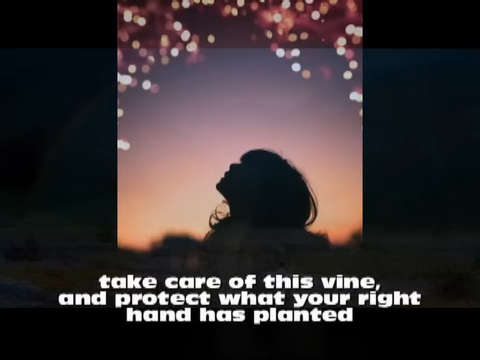 take care of this vine,
and protect what your right
hand has planted